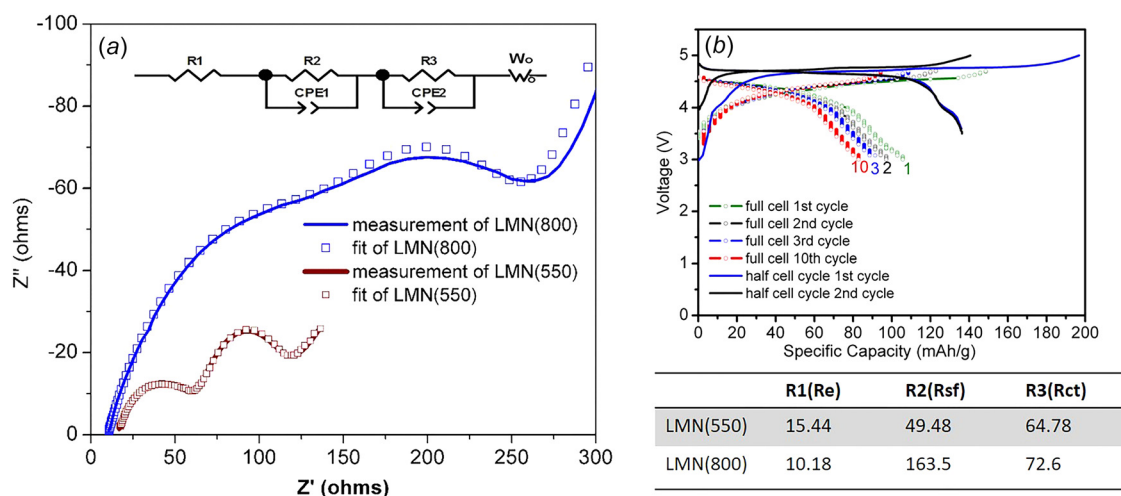 (a)
-100
-80
-60
-40
-20
0
Z'' (ohms)
R1 R2 R3 Wo
CPE1 CPE2
measurement of LMN(800)
fit of LMN(800)
measurement of LMN(550)
fit of LMN(550)
0 50 100 150 200 250 300
Z' (ohms)
(b)
5
4
3
2
1
0
Voltage (V)
10 3 2 1
full cell 1st cycle
full cell 2nd cycle
full cell 3rd cycle
full cell 10th cycle
half cell cycle 1st cycle
half cell cycle 2nd cycle
0 20 40 60 80 100 120 140 160 180 200
Specific Capacity (mAh/g)
R1(Re) R2(Rsf) R3(Rct)
LMN(550) 15.44 49.48 64.78
LMN(800) 10.18 163.5 72.6